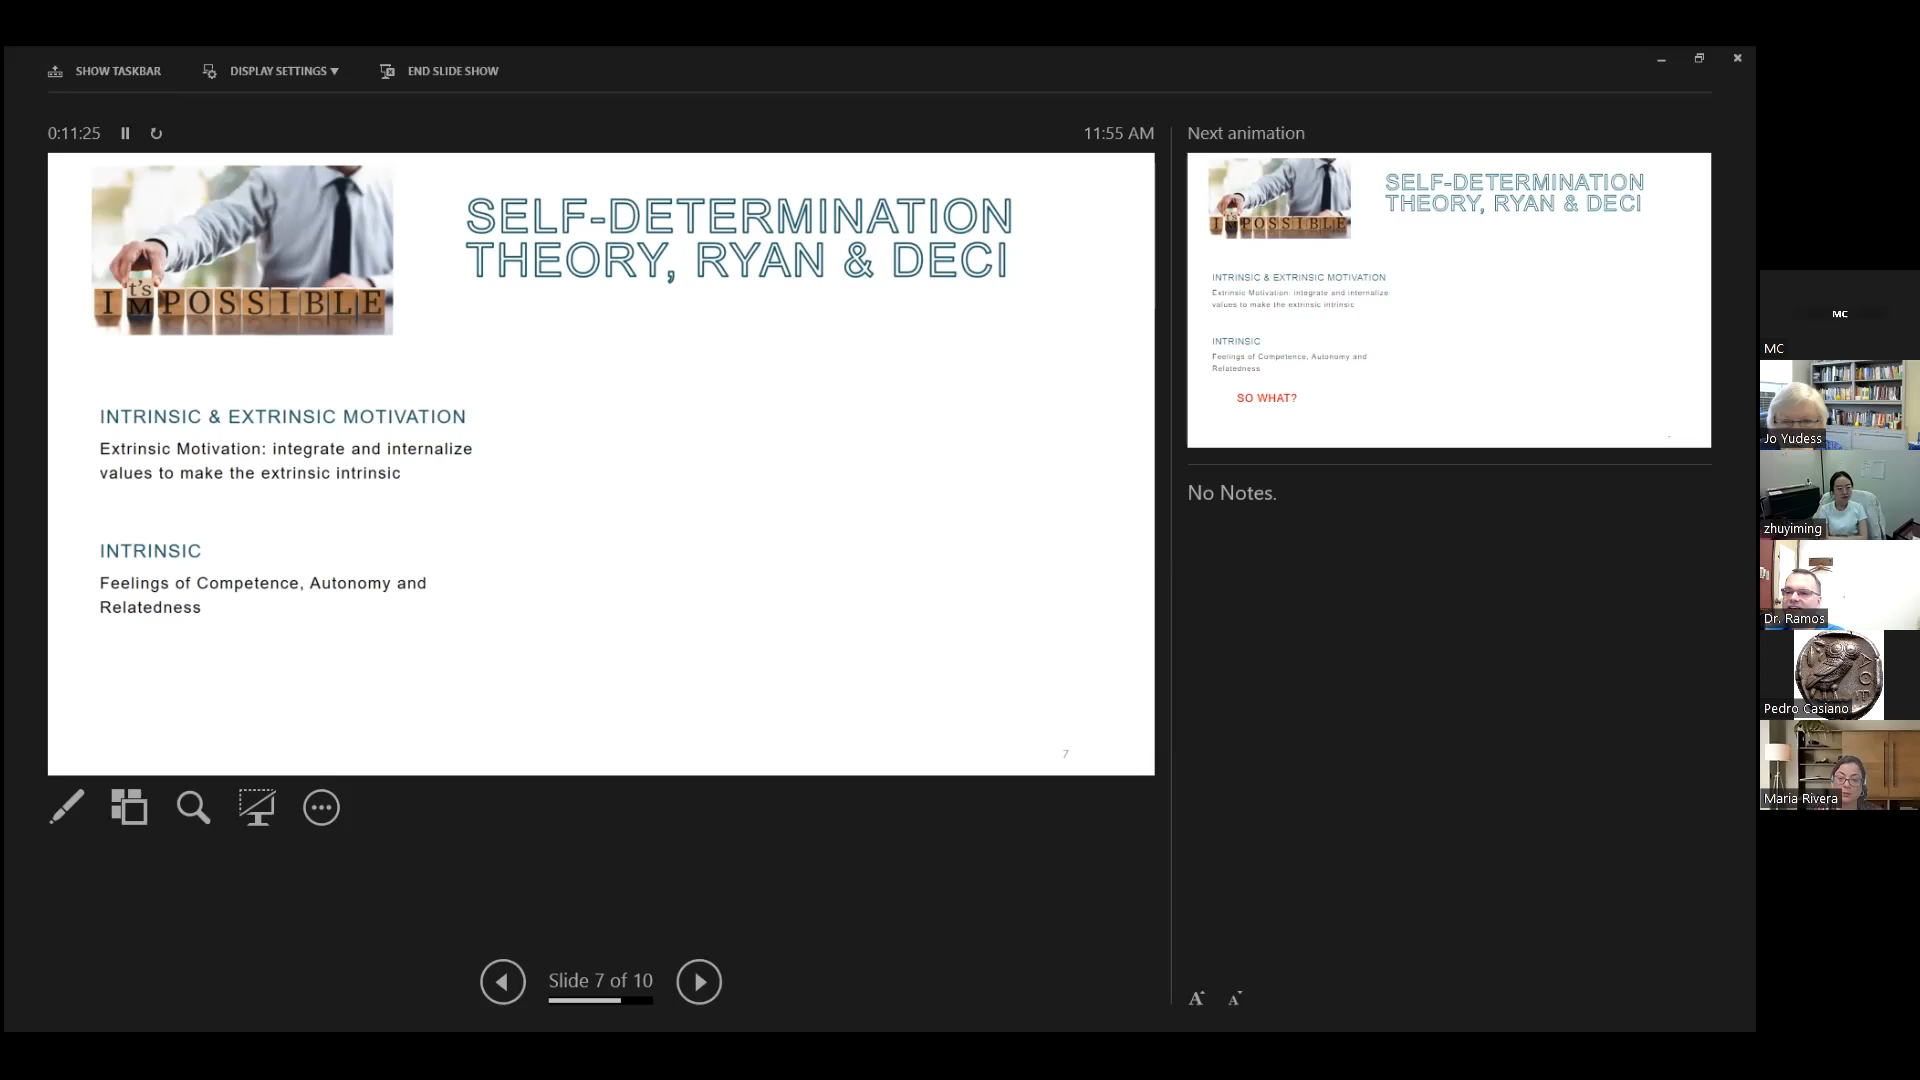 SHOW TASKBAR
DISPLAY SETTINGS ▼
END SLIDE SHOW
0:11:25
11:55 AM
Next animation
SELF-DETERMINATION
THEORY, RYAN & DECI
t's
IMPOSSIBLE
INTRINSIC & EXTRINSIC MOTIVATION
Extrinsic Motivation: integrate and internalize
values to make the extrinsic intrinsic
INTRINSIC
Feelings of Competence, Autonomy and
Relatedness
7
SELF-DETERMINATION
THEORY, RYAN & DECI
t's
IMPOSSIBLE
INTRINSIC & EXTRINSIC MOTIVATION
Extrinsic Motivation: integrate and internalize
values to make the extrinsic intrinsic
INTRINSIC
Feelings of Competence, Autonomy and
Relatedness
SO WHAT?
No Notes.
Slide 7 of 10
A
A
MC
MC
Jo Yudess
zhuyiming
Dr. Ramos
ΑΘΕ
Pedro Casiano
Maria Rivera